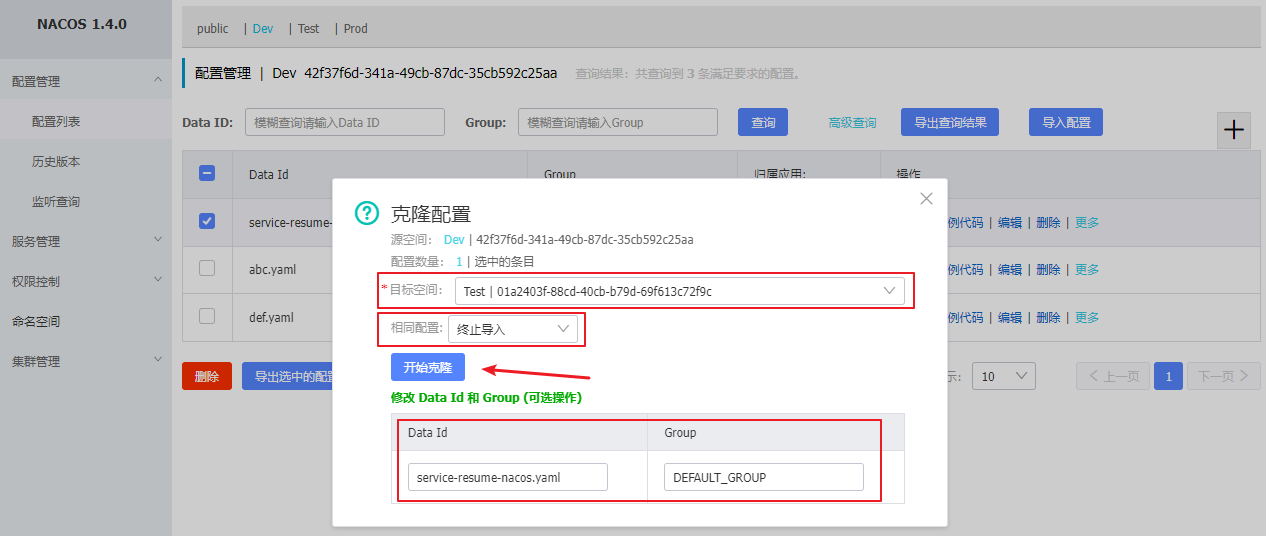 NACOS 1.4.0
public | Dev | Test | Prod
配置管理
配置列表
历史版本
监听查询
服务管理
权限控制
命名空间
集群管理
配置管理 | Dev 42f37f6d-341a-49cb-87dc-35cb592c25aa 查询结果：共查询到 3 条满足要求的配置。
Data ID: 模糊查询请输入Data ID Group: 模糊查询请输入Group 查询 高级查询 导出查询结果 导入配置
Data Id Group 归属应用: 操作
service-resume- 例代码 | 编辑 | 删除 | 更多
abc.yaml 例代码 | 编辑 | 删除 | 更多
def.yaml 例代码 | 编辑 | 删除 | 更多
删除 导出选中的配 示: 10 上一页 1 下一页
克隆配置
源空间： Dev | 42f37f6d-341a-49cb-87dc-35cb592c25aa
配置数量： 1 | 选中的条目
* 目标空间： Test | 01a2403f-88cd-40cb-b79d-69f613c72f9c
相同配置: 终止导入
开始克隆
修改 Data Id 和 Group (可选操作)
Data Id Group
service-resume-nacos.yaml DEFAULT_GROUP